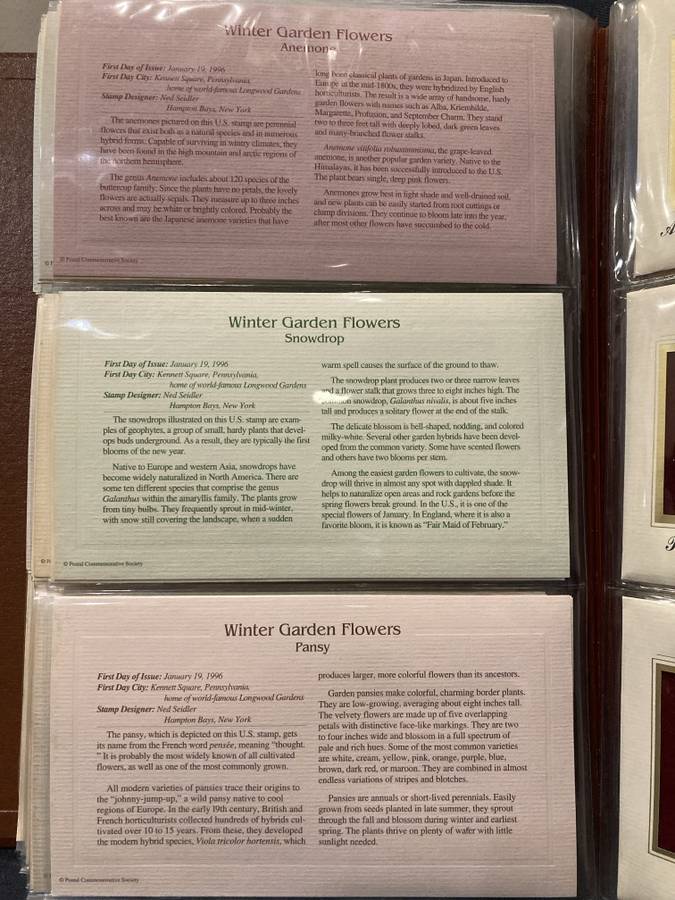 Winter Garden Flowers
Anemone
First Day of Issue: January 19, 1996
First Day City: Kennett Square, Pennsylvania,
home of world-famous Longwood Gardens
Stamp Designer: Ned Seidler
Hampton Bays, New York
The anemones pictured on this U.S. stamp are perennial
flowers that exist both as a natural species and in numerous
hybrid forms. Capable of surviving in wintry climates, they
have been found in the high mountain and arctic regions of
the northern hemisphere.
The genus Anemone includes about 120 species of the
buttercup family. Since the plants have no petals, the lovely
flowers are actually sepals. They measure up to three inches
across and may be white or brightly colored. Probably the
best known are the Japanese anemone varieties that have
long been classical plants of gardens in Japan. Introduced to
Europe in the mid-1800s, they were hybridized by English
horticulturists. The result is a wide array of handsome, hardy
garden flowers with names such as Alba, Kriemhilde,
Margarette, Profusion, and September Charm. They stand
two to three feet tall with deeply lobed, dark green leaves
and many-branched flower stalks.
Anemone vitifolia robustissima, the grape-leaved
anemone, is another popular garden variety. Native to the
Himalayas, it has been successfully introduced to the U.S.
The plant bears single, deep pink flowers.
Anemones grow best in light shade and well-drained soil,
and new plants can be easily started from root cuttings or
clump divisions. They continue to bloom late into the year,
after most other flowers have succumbed to the cold.
© Postal Commemorative Society
Winter Garden Flowers
Snowdrop
First Day of Issue: January 19, 1996
First Day City: Kennett Square, Pennsylvania,
home of world-famous Longwood Gardens
Stamp Designer: Ned Seidler
Hampton Bays, New York
The snowdrops illustrated on this U.S. stamp are exam-
ples of geophytes, a group of small, hardy plants that devel-
ops buds underground. As a result, they are typically the first
blooms of the new year.
Native to Europe and western Asia, snowdrops have
become widely naturalized in North America. There are
some ten different species that comprise the genus
Galanthus within the amaryllis family. The plants grow
from tiny bulbs. They frequently sprout in mid-winter,
with snow still covering the landscape, when a sudden
warm spell causes the surface of the ground to thaw.
The snowdrop plant produces two or three narrow leaves
and a flower stalk that grows three to eight inches high. The
common snowdrop, Galanthus nivalis, is about five inches
tall and produces a solitary flower at the end of the stalk.
The delicate blossom is bell-shaped, nodding, and colored
milky-white. Several other garden hybrids have been devel-
oped from the common variety. Some have scented flowers
and others have two blooms per stem.
Among the easiest garden flowers to cultivate, the snow-
drop will thrive in almost any spot with dappled shade. It
helps to naturalize open areas and rock gardens before the
spring flowers break ground. In the U.S., it is one of the
special flowers of January. In England, where it is also a
favorite bloom, it is known as "Fair Maid of February."
© Postal Commemorative Society
Winter Garden Flowers
Pansy
First Day of Issue: January 19, 1996
First Day City: Kennett Square, Pennsylvania,
home of world-famous Longwood Gardens
Stamp Designer: Ned Seidler
Hampton Bays, New York
The pansy, which is depicted on this U.S. stamp, gets
its name from the French word pensée, meaning "thought.
" It is probably the most widely known of all cultivated
flowers, as well as one of the most commonly grown.
All modern varieties of pansies trace their origins to
the "johnny-jump-up," a wild pansy native to cool
regions of Europe. In the early 19th century, British and
French horticulturists collected hundreds of hybrids cul-
tivated over 10 to 15 years. From these, they developed
the modern hybrid species, Viola tricolor hortensis, which
produces larger, more colorful flowers than its ancestors.
Garden pansies make colorful, charming border plants.
They are low-growing, averaging about eight inches tall.
The velvety flowers are made up of five overlapping
petals with distinctive face-like markings. They are two
to four inches wide and blossom in a full spectrum of
pale and rich hues. Some of the most common varieties
are white, cream, yellow, pink, orange, purple, blue,
brown, dark red, or maroon. They are combined in almost
endless variations of stripes and blotches.
Pansies are annuals or short-lived perennials. Easily
grown from seeds planted in late summer, they sprout
through the fall and blossom during winter and earliest
spring. The plants thrive on plenty of water with little
sunlight needed.
© Postal Commemorative Society